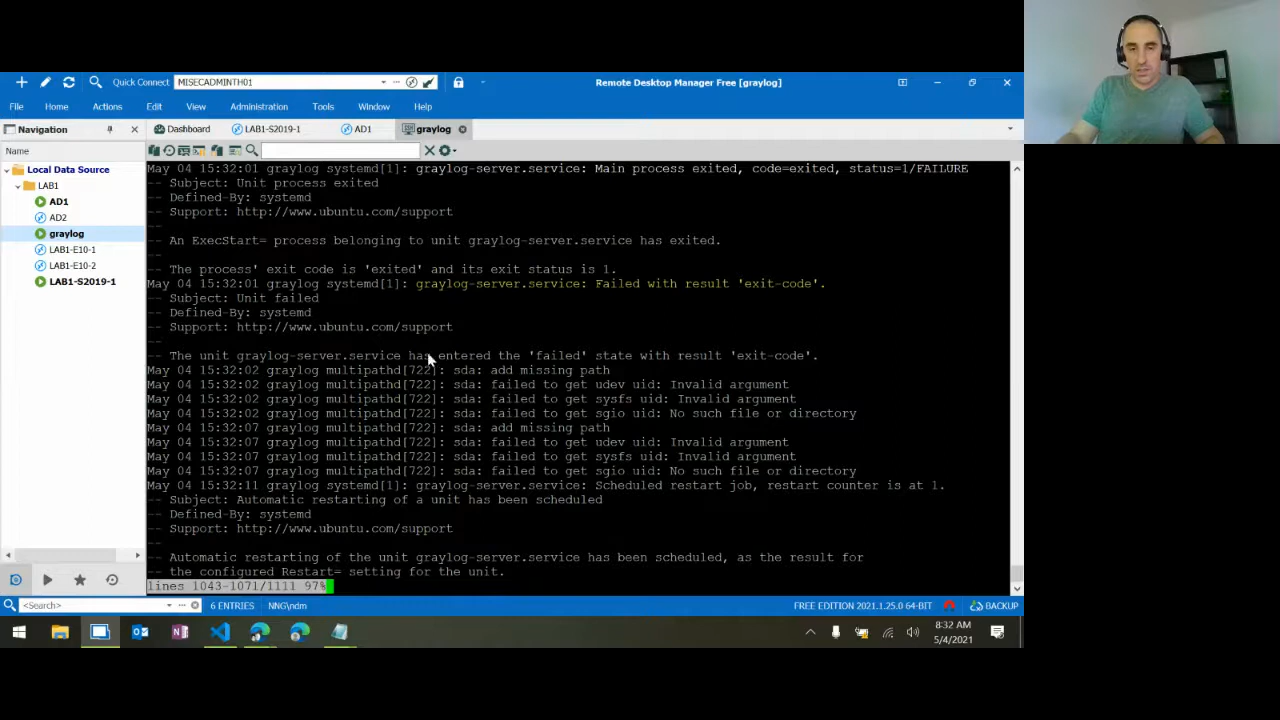 Quick Connect MISECADMINTH01
Remote Desktop Manager Free [graylog]
File Home Actions Edit View Administration Tools Window Help
Navigation
Dashboard LAB1-S2019-1 AD1 graylog
Name
Local Data Source
LAB1
AD1
AD2
graylog
LAB1-E10-1
LAB1-E10-2
LAB1-S2019-1
May 04 15:32:01 graylog systemd[1]: graylog-server.service: Main process exited, code=exited, status=1/FAILURE
-- Subject: Unit process exited
-- Defined-By: systemd
-- Support: http://www.ubuntu.com/support
--
-- An ExecStart= process belonging to unit graylog-server.service has exited.
--
-- The process' exit code is 'exited' and its exit status is 1.
May 04 15:32:01 graylog systemd[1]: graylog-server.service: Failed with result 'exit-code'.
-- Subject: Unit failed
-- Defined-By: systemd
-- Support: http://www.ubuntu.com/support
--
-- The unit graylog-server.service has entered the 'failed' state with result 'exit-code'.
May 04 15:32:02 graylog multipathd[722]: sda: add missing path
May 04 15:32:02 graylog multipathd[722]: sda: failed to get udev uid: Invalid argument
May 04 15:32:02 graylog multipathd[722]: sda: failed to get sysfs uid: Invalid argument
May 04 15:32:02 graylog multipathd[722]: sda: failed to get sgio uid: No such file or directory
May 04 15:32:07 graylog multipathd[722]: sda: add missing path
May 04 15:32:07 graylog multipathd[722]: sda: failed to get udev uid: Invalid argument
May 04 15:32:07 graylog multipathd[722]: sda: failed to get sysfs uid: Invalid argument
May 04 15:32:07 graylog multipathd[722]: sda: failed to get sgio uid: No such file or directory
May 04 15:32:11 graylog systemd[1]: graylog-server.service: Scheduled restart job, restart counter is at 1.
-- Subject: Automatic restarting of a unit has been scheduled
-- Defined-By: systemd
-- Support: http://www.ubuntu.com/support
--
-- Automatic restarting of the unit graylog-server.service has been scheduled, as the result for
-- the configured Restart= setting for the unit.
lines 1043-1071/1111 97%
<Search> 6 ENTRIES NNG\ndm FREE EDITION 2021.1.25.0 64-BIT BACKUP
8:32 AM
5/4/2021